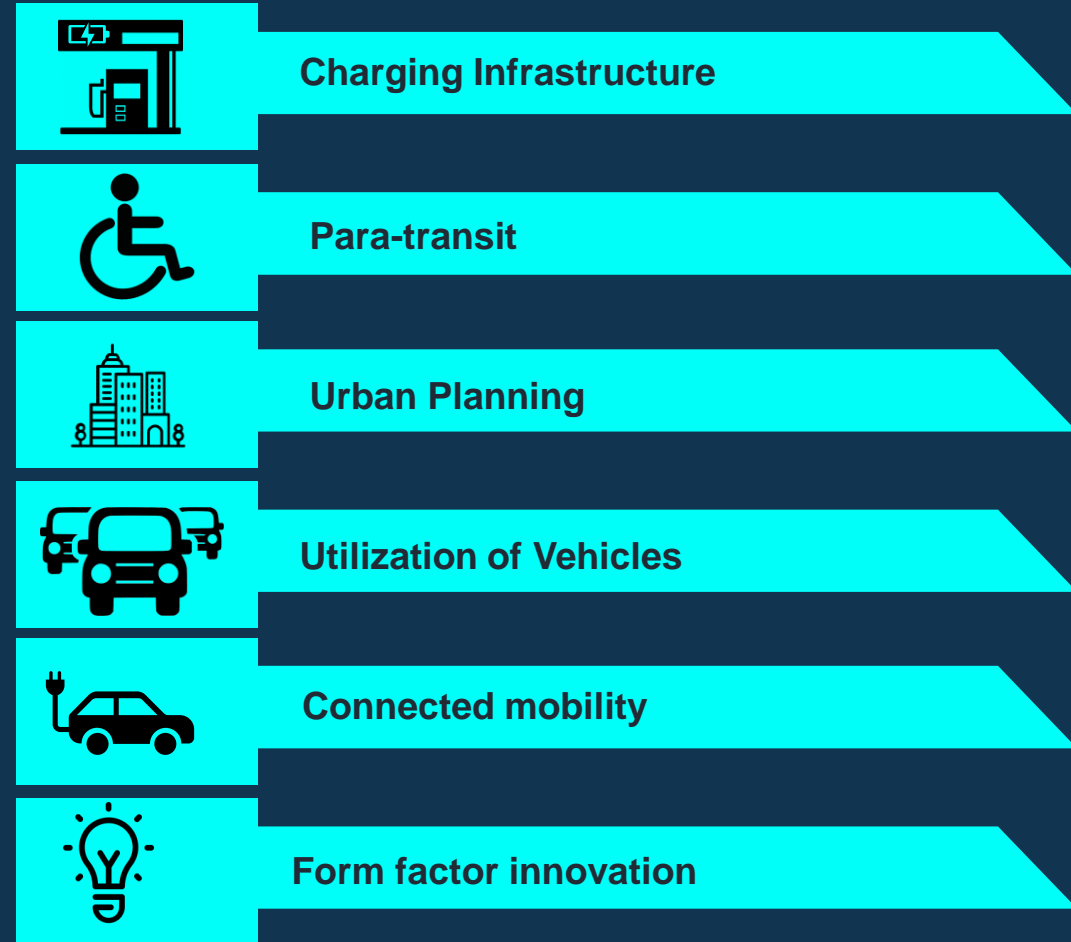 Charging Infrastructure
Para-transit
Urban Planning
Utilization of Vehicles
Connected mobility
Form factor innovation